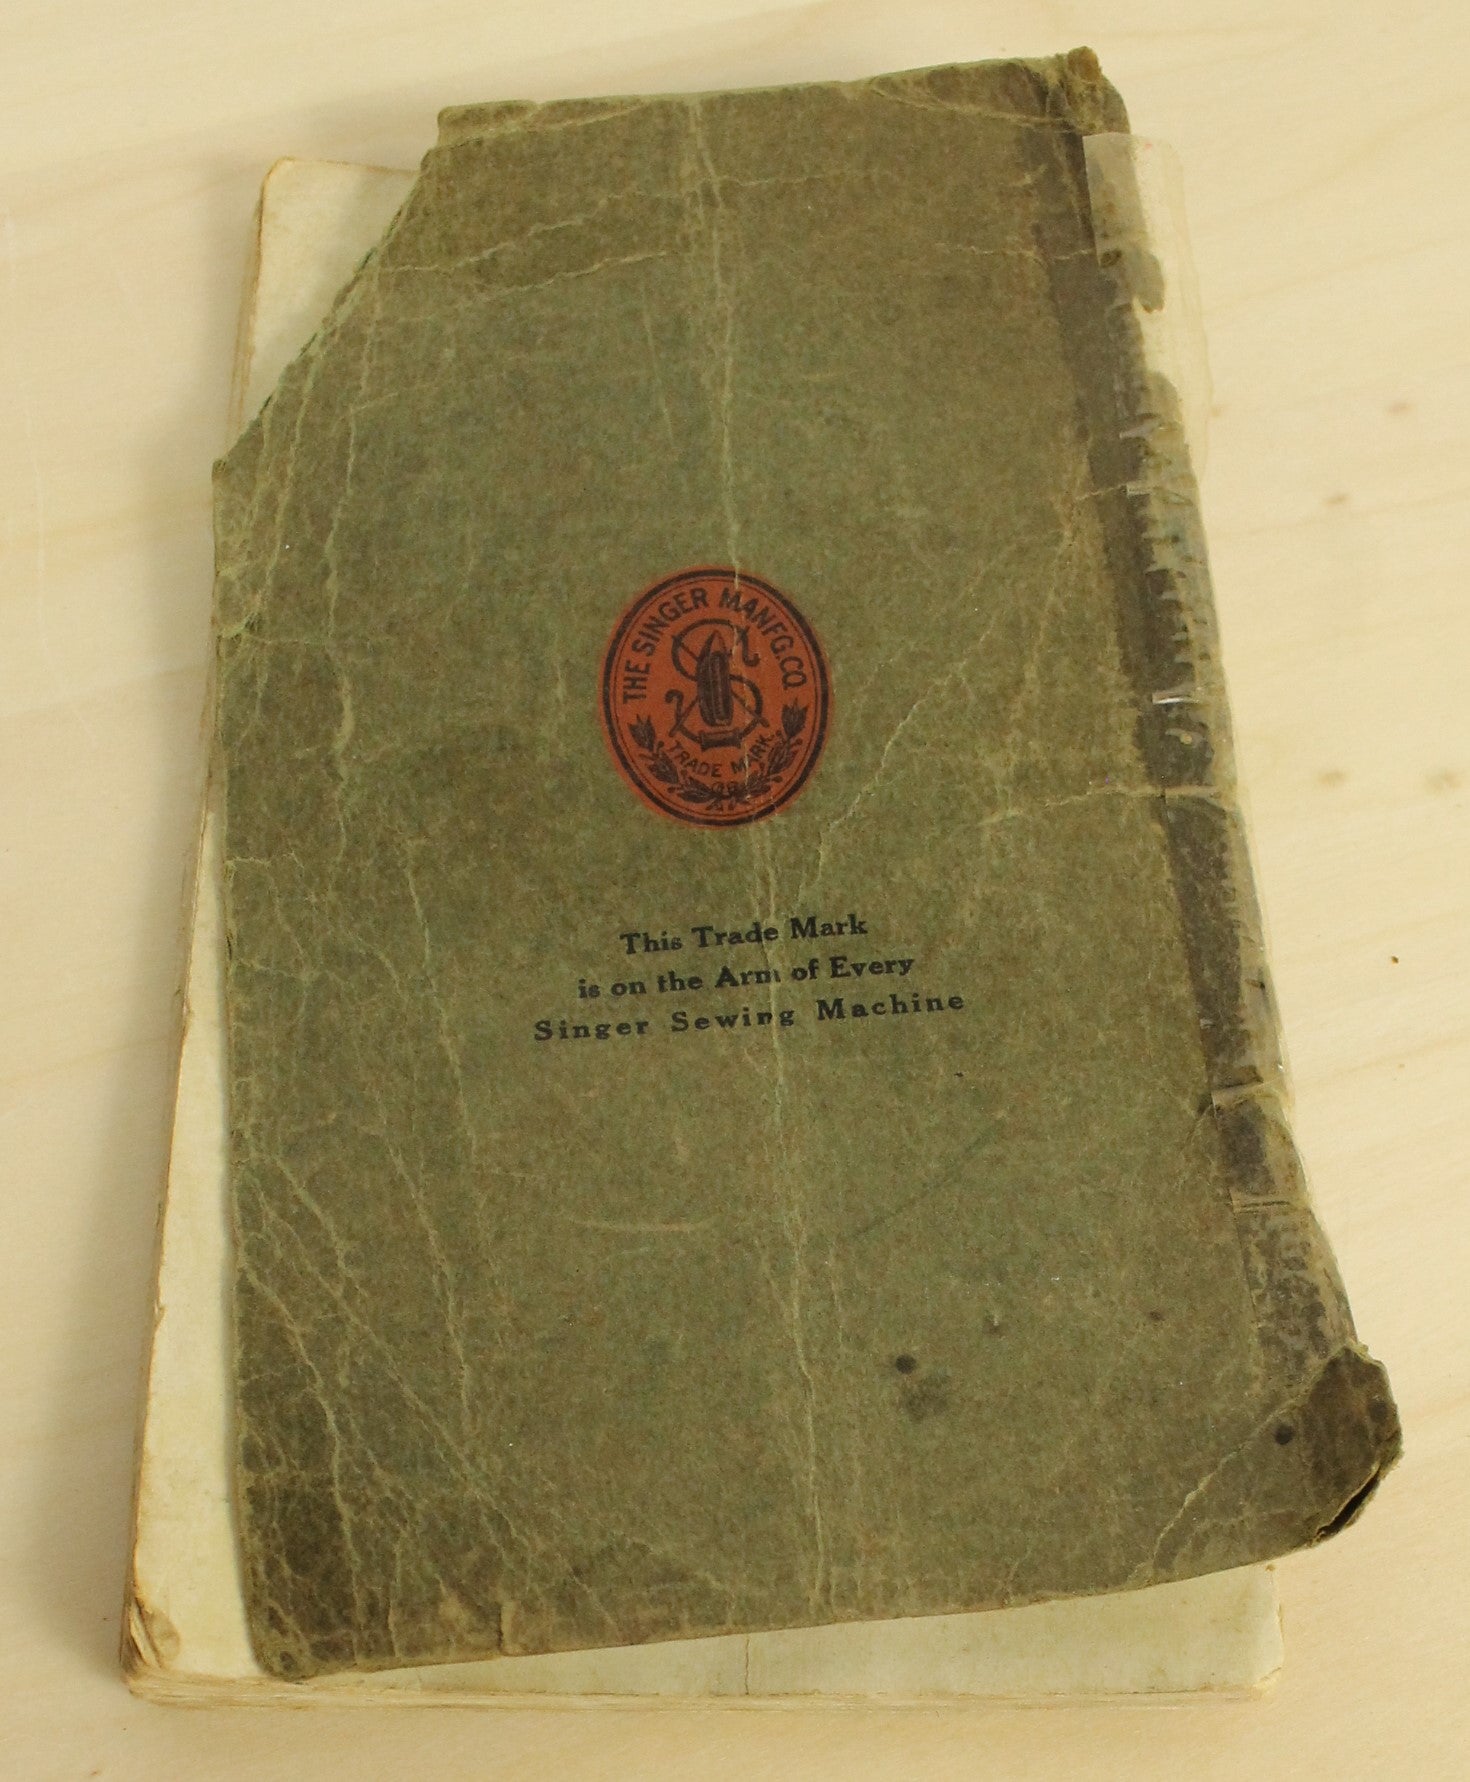 THE SINGER MANFG. CO.
TRADE MARK.
This Trade Mark
is on the Arm of Every
Singer Sewing Machine